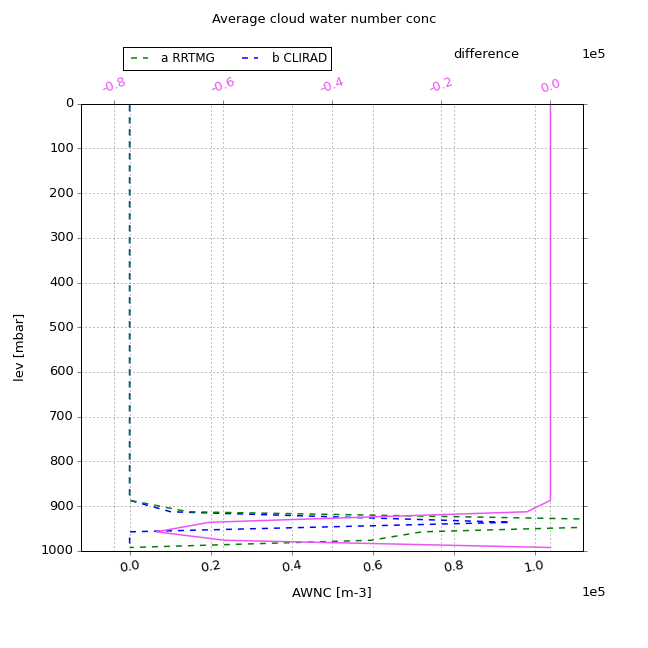 Average cloud water number conc
a RRTMG b CLIRAD
difference 1e5
-0.8 -0.6 -0.4 -0.2 0.0
0
100
200
300
400
500
600
700
800
900
1000
lev [mbar]
0.0 0.2 0.4 0.6 0.8 1.0
AWNC [m-3] 1e5